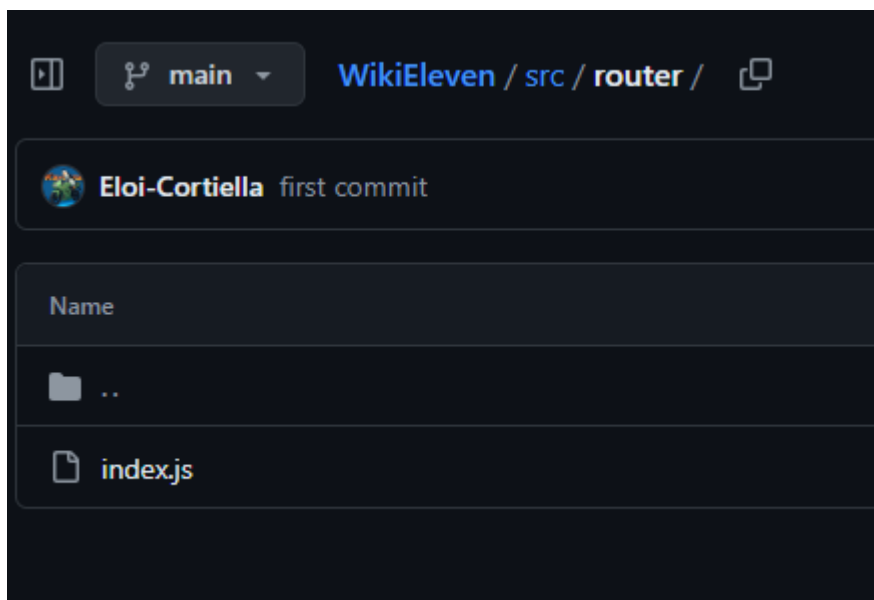 main WikiEleven / src / router /
Eloi-Cortiella first commit
Name
..
index.js